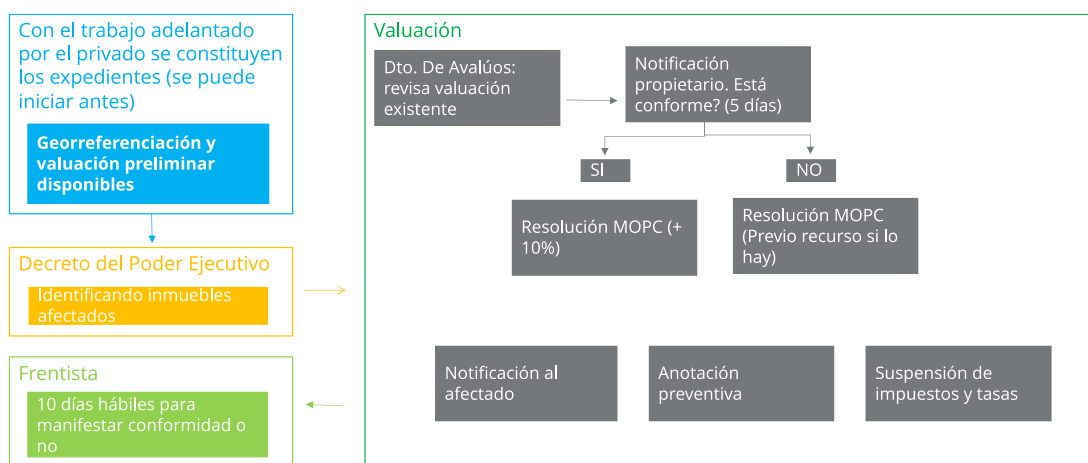 Con el trabajo adelantado
por el privado se constituyen
los expedientes (se puede
iniciar antes)
Georreferenciación y
valuación preliminar
disponibles
Decreto del Poder Ejecutivo
Identificando inmuebles
afectados
Frentista
10 días hábiles para
manifestar conformidad o
no
Valuación
Dto. De Avalúos:
revisa valuación
existente
Notificación
propietario. Está
conforme? (5 días)
SI
NO
Resolución MOPC (+
10%)
Resolución MOPC
(Previo recurso si lo
hay)
Notificación al
afectado
Anotación
preventiva
Suspensión de
impuestos y tasas